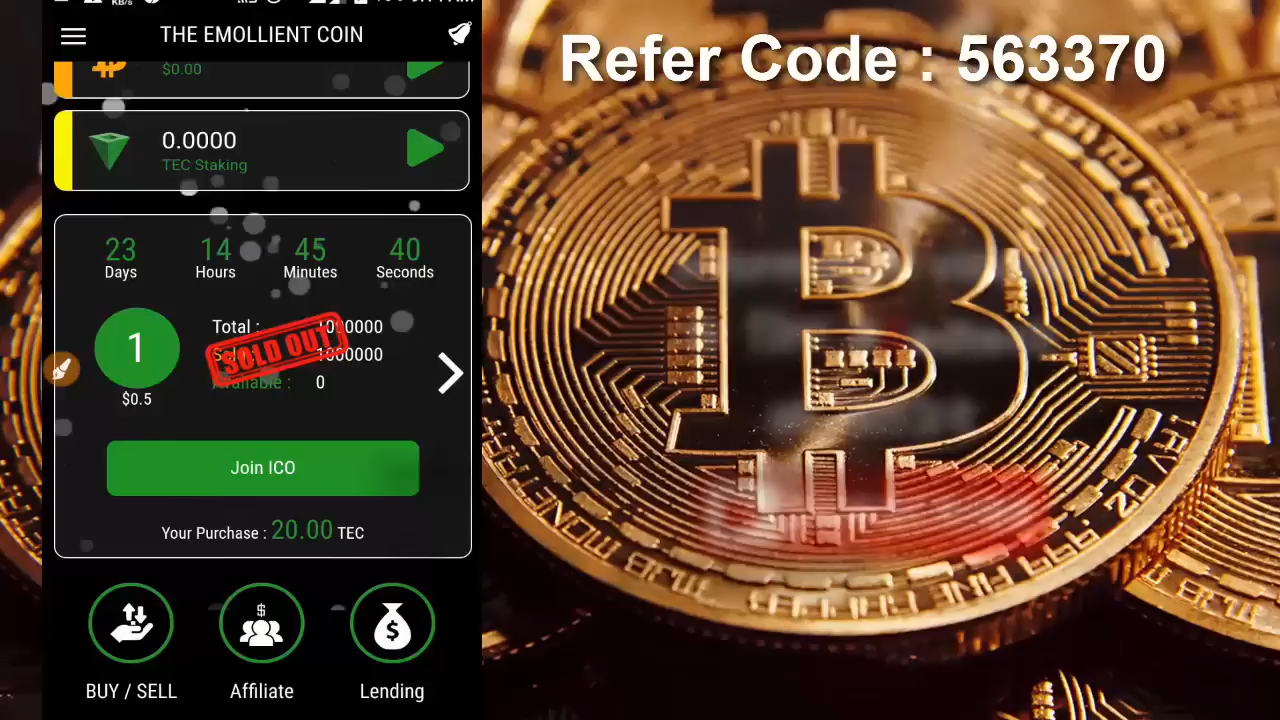 KB/s
THE EMOLLIENT COIN
Refer Code : 563370
$0.00
0.0000
TEC Staking
23 14 45 40
Days Hours Minutes Seconds
1
$0.5
Total : 1000000
SOLD OUT!
1000000
Available : 0
Join ICO
Your Purchase : 20.00 TEC
BUY / SELL Affiliate Lending